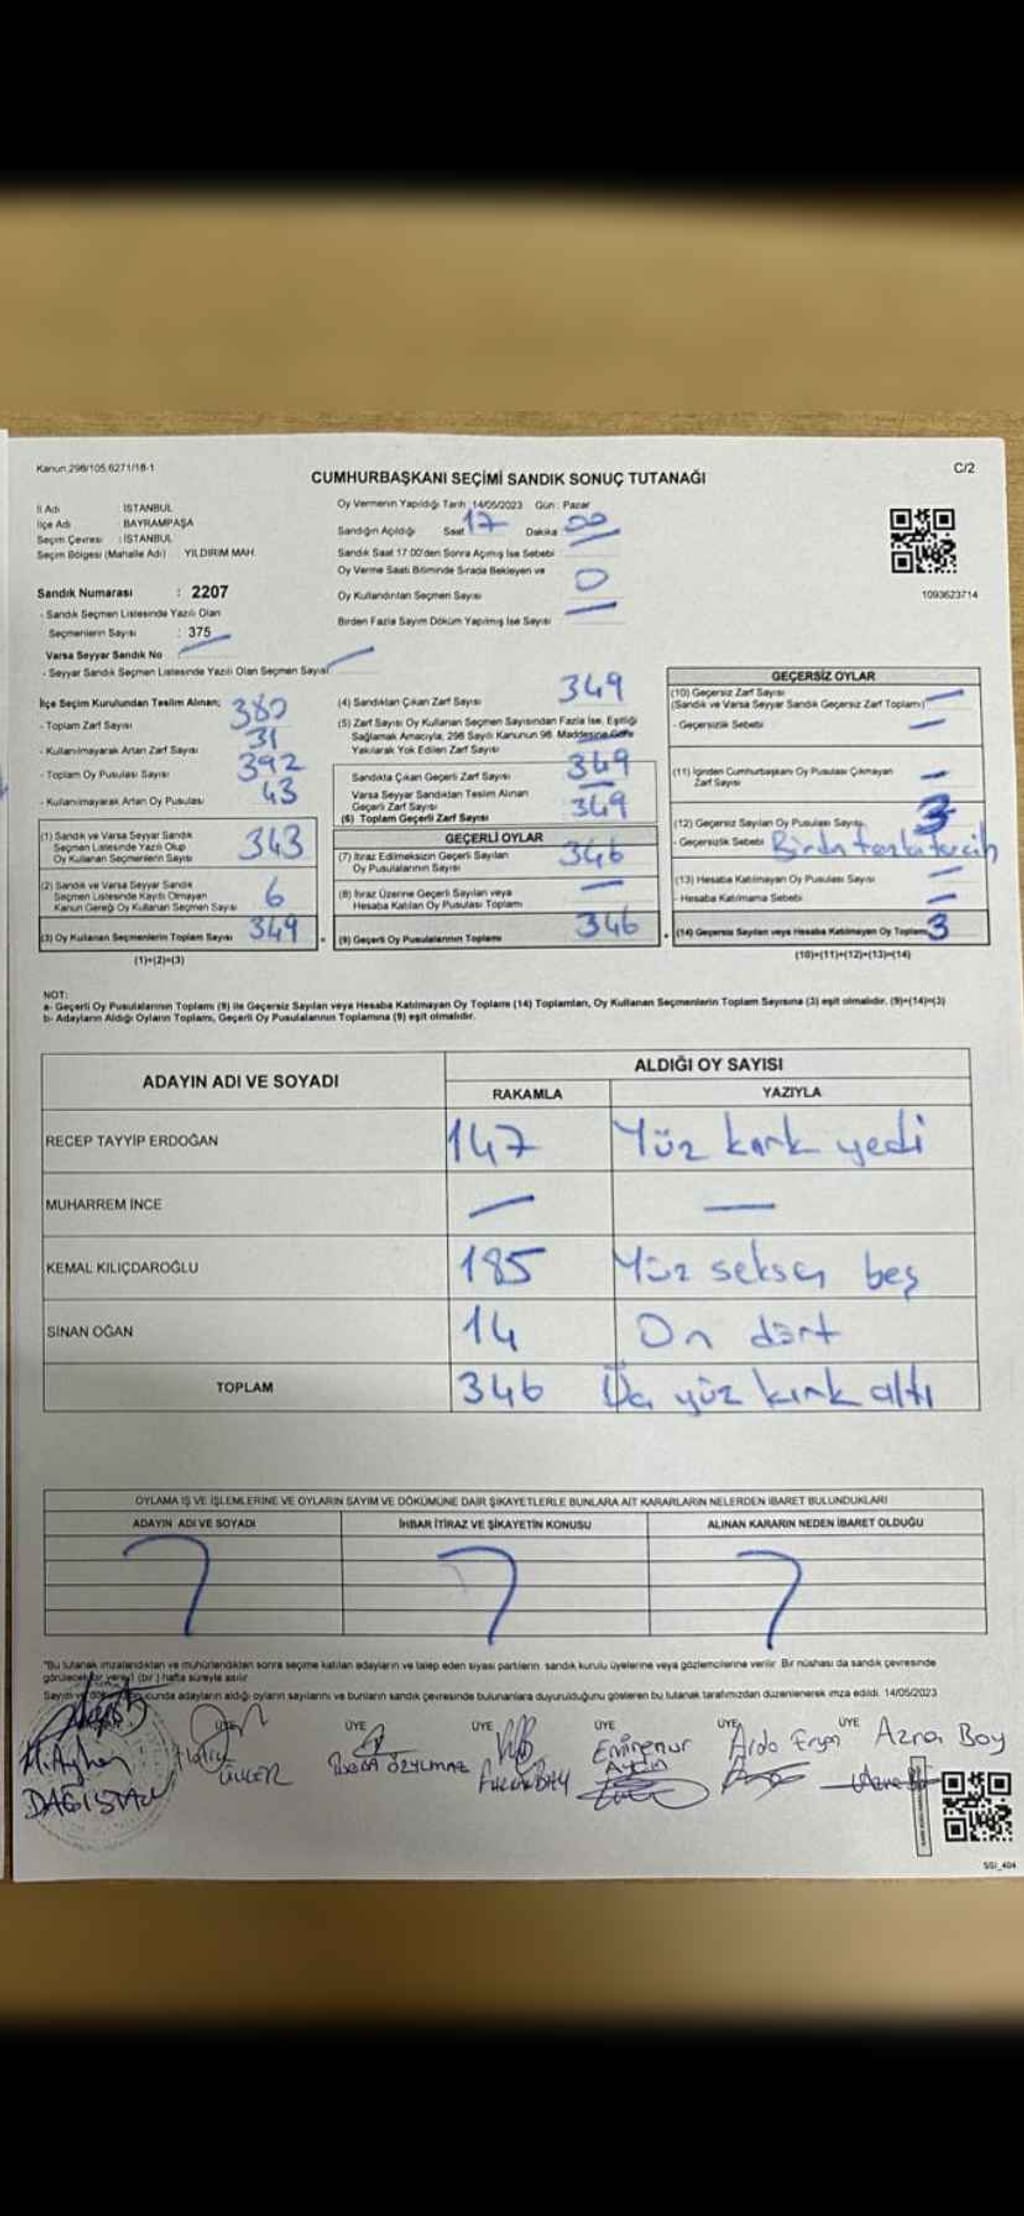 Kanun.298/105.6271/18-1
C/2
CUMHURBAŞKANI SEÇİMİ SANDIK SONUÇ TUTANAĞI
İl Adı : İSTANBUL
İlçe Adı : BAYRAMPAŞA
Seçim Çevresi : İSTANBUL
Seçim Bölgesi (Mahalle Adı) YILDIRIM MAH.
Sandık Numarası : 2207
- Sandık Seçmen Listesinde Yazılı Olan
Seçmenlerin Sayısı : 375
Varsa Seyyar Sandık No
- Seyyar Sandık Seçmen Listesinde Yazılı Olan Seçmen Sayısı
Oy Vermenin Yapıldığı Tarih 14/05/2023 Gün : Pazar
Sandığın Açıldığı Saat 17 Dakika 00
Sandık Saat 17:00'den Sonra Açılmış İse Sebebi
Oy Verme Saati Bitiminde Sırada Bekleyen ve
Oy Kullandırılan Seçmen Sayısı 0
Birden Fazla Sayım Döküm Yapılmış İse Sayısı
1093623714
İlçe Seçim Kurulundan Teslim Alınan;
- Toplam Zarf Sayısı 380
- Kullanılmayarak Artan Zarf Sayısı 31
- Toplam Oy Pusulası Sayısı 392
- Kullanılmayarak Artan Oy Pusulası 43
(1) Sandık ve Varsa Seyyar Sandık
Seçmen Listesinde Yazılı Olup
Oy Kullanan Seçmenlerin Sayısı 343
(2) Sandık ve Varsa Seyyar Sandık
Seçmen Listesinde Kayıtlı Olmayan
Kanun Gereği Oy Kullanan Seçmen Sayısı 6
(3) Oy Kullanan Seçmenlerin Toplam Sayısı 349
(1)+(2)=(3)
(4) Sandıktan Çıkan Zarf Sayısı 349
(5) Zarf Sayısı Oy Kullanan Seçmen Sayısından Fazla İse, Eşitliği
Sağlamak Amacıyla, 298 Sayılı Kanunun 98. Maddesine Göre
Yakılarak Yok Edilen Zarf Sayısı
Sandıkta Çıkan Geçerli Zarf Sayısı 349
Varsa Seyyar Sandıktan Teslim Alınan
Geçerli Zarf Sayısı
(6) Toplam Geçerli Zarf Sayısı 349
GEÇERLİ OYLAR
(7) İtiraz Edilmeksizin Geçerli Sayılan
Oy Pusulalarının Sayısı 346
(8) İtiraz Üzerine Geçerli Sayılan veya
Hesaba Katılan Oy Pusulası Toplamı
(9) Geçerli Oy Pusulalarının Toplamı 346
GEÇERSİZ OYLAR
(10) Geçersiz Zarf Sayısı
(Sandık ve Varsa Seyyar Sandık Geçersiz Zarf Toplamı)
- Geçersizlik Sebebi
(11) İçinden Cumhurbaşkanı Oy Pusulası Çıkmayan
Zarf Sayısı
(12) Geçersiz Sayılan Oy Pusulası Sayısı 3
- Geçersizlik Sebebi Birden fazla tercih
(13) Hesaba Katılmayan Oy Pusulası Sayısı
- Hesaba Katılmama Sebebi
(14) Geçersiz Sayılan veya Hesaba Katılmayan Oy Toplamı 3
(10)+(11)+(12)+(13)=(14)
NOT:
a- Geçerli Oy Pusulalarının Toplamı (9) ile Geçersiz Sayılan veya Hesaba Katılmayan Oy Toplamı (14) Toplamları, Oy Kullanan Seçmenlerin Toplam Sayısına (3) eşit olmalıdır. (9)+(14)=(3)
b- Adayların Aldığı Oyların Toplamı, Geçerli Oy Pusulalarının Toplamına (9) eşit olmalıdır.
ADAYIN ADI VE SOYADI ALDIĞI OY SAYISI
RAKAMLA YAZIYLA
RECEP TAYYİP ERDOĞAN 147 Yüz kırk yedi
MUHARREM İNCE
KEMAL KILIÇDAROĞLU 185 Yüz seksen beş
SİNAN OĞAN 14 On dört
TOPLAM 346 Üç yüz kırk altı
OYLAMA İŞ VE İŞLEMLERİNE VE OYLARIN SAYIM VE DÖKÜMÜNE DAİR ŞİKAYETLERLE BUNLARA AİT KARARLARIN NELERDEN İBARET BULUNDUKLARI
ADAYIN ADI VE SOYADI İHBAR İTİRAZ VE ŞİKAYETİN KONUSU ALINAN KARARIN NEDEN İBARET OLDUĞU
"Bu tutanak imzalandıktan ve mühürlendikten sonra seçime katılan adayların ve talep eden siyasi partilerin sandık kurulu üyelerine veya gözlemcilerine verilir. Bir nüshası da sandık çevresinde
görülecek bir yere 1 (bir) hafta süreyle asılır.
Sayım ve döküm sonucunda adayların aldığı oyların sayılarını ve bunların sandık çevresinde bulunanlara duyurulduğunu gösteren bu tutanak tarafımızdan düzenlenerek imza edildi. 14/05/2023
ÜYE ÜYE ÜYE ÜYE ÜYE ÜYE
M.Ayhan
DAĞISTAN
ÖZYILMAZ
Eminenur
Aydın
Arda
Azra Boy
SSI_404